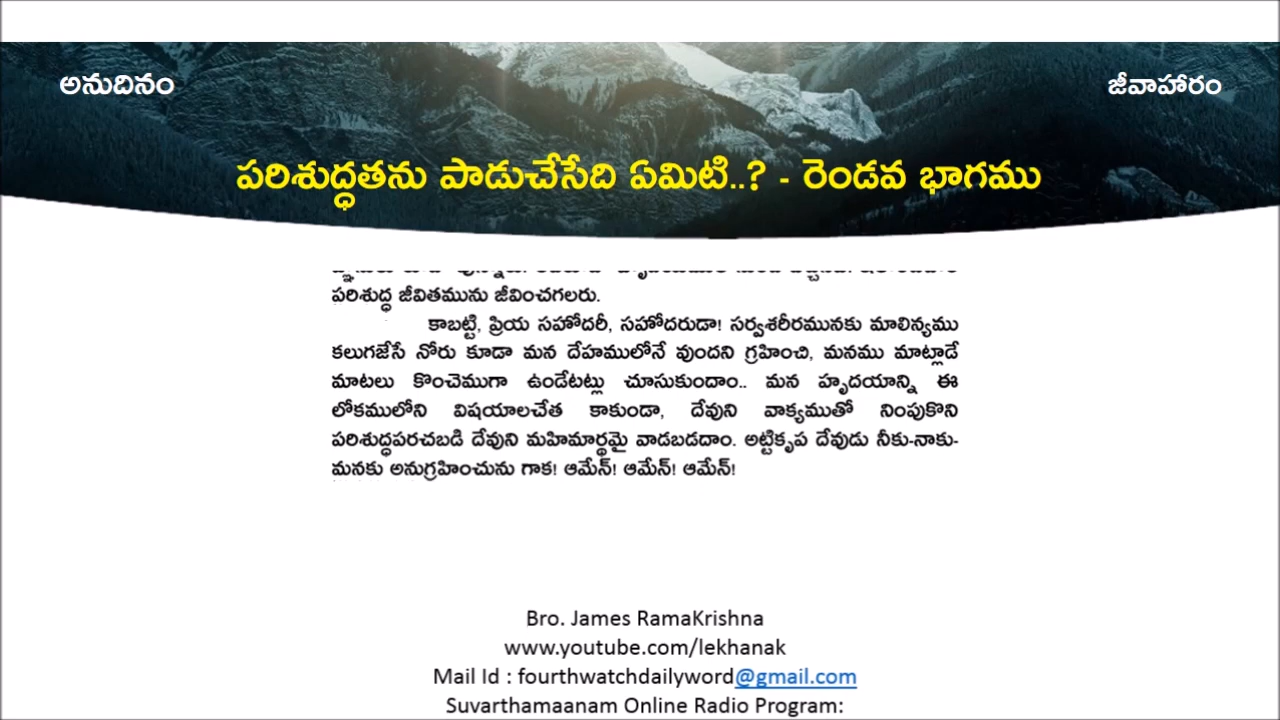 అనుదినం
జీవాహారం
పరిశుద్ధతను పాడుచేసేది ఏమిటి..? - రెండవ భాగము
పరిశుద్ధ జీవితమును జీవించగలరు.
కాబట్టి, ప్రియ సహోదరీ, సహోదరుడా! సర్వశరీరమునకు మాలిన్యము
కలుగజేసే నోరు కూడా మన దేహములోనే వుందని గ్రహించి, మనము మాట్లాడే
మాటలు కొంచెముగా ఉండేటట్లు చూసుకుందాం.. మన హృదయాన్ని ఈ
లోకములోని విషయాలచేత కాకుండా, దేవుని వాక్యముతో నింపుకొని
పరిశుద్ధపరచబడి దేవుని మహిమార్థమై వాడబడదాం. అట్టికృప దేవుడు నీకు-నాకు-
మనకు అనుగ్రహించును గాక! ఆమేన్! ఆమేన్! ఆమేన్!
Bro. James RamaKrishna
www.youtube.com/lekhanak
Mail Id : fourthwatchdailyword@gmail.com
Suvarthamaanam Online Radio Program: